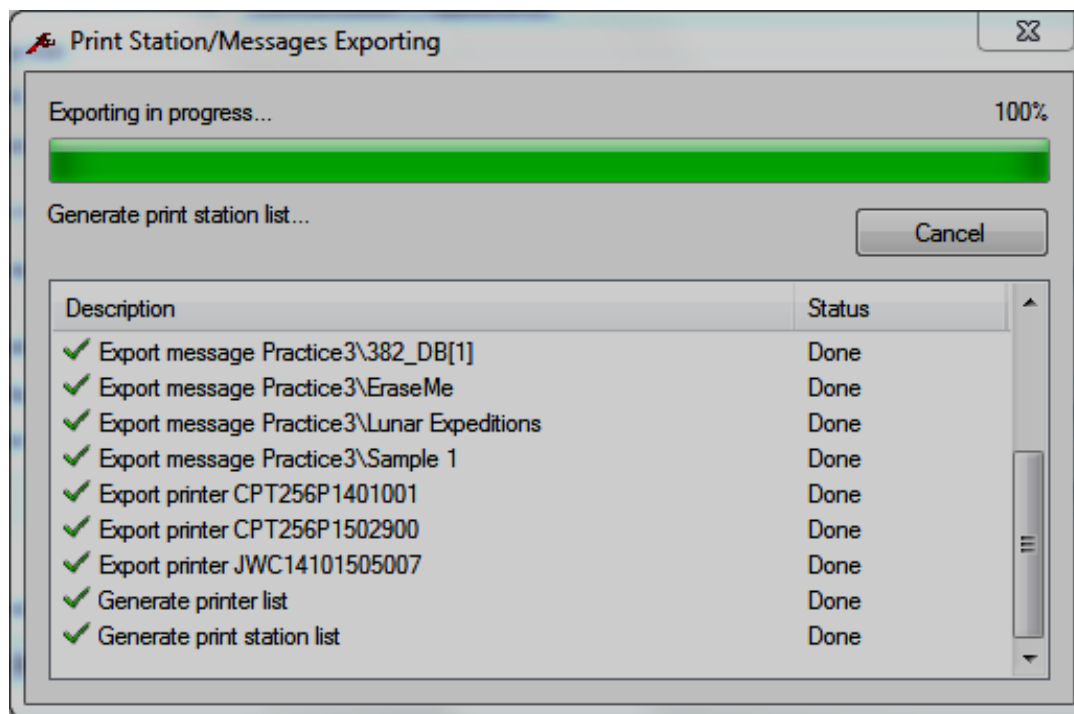 Print Station/Messages Exporting
Exporting in progress... 100%
Generate print station list...
Cancel
Description Status
Export message Practice3\382_DB[1] Done
Export message Practice3\EraseMe Done
Export message Practice3\Lunar Expeditions Done
Export message Practice3\Sample 1 Done
Export printer CPT256P1401001 Done
Export printer CPT256P1502900 Done
Export printer JWC14101505007 Done
Generate printer list Done
Generate print station list Done